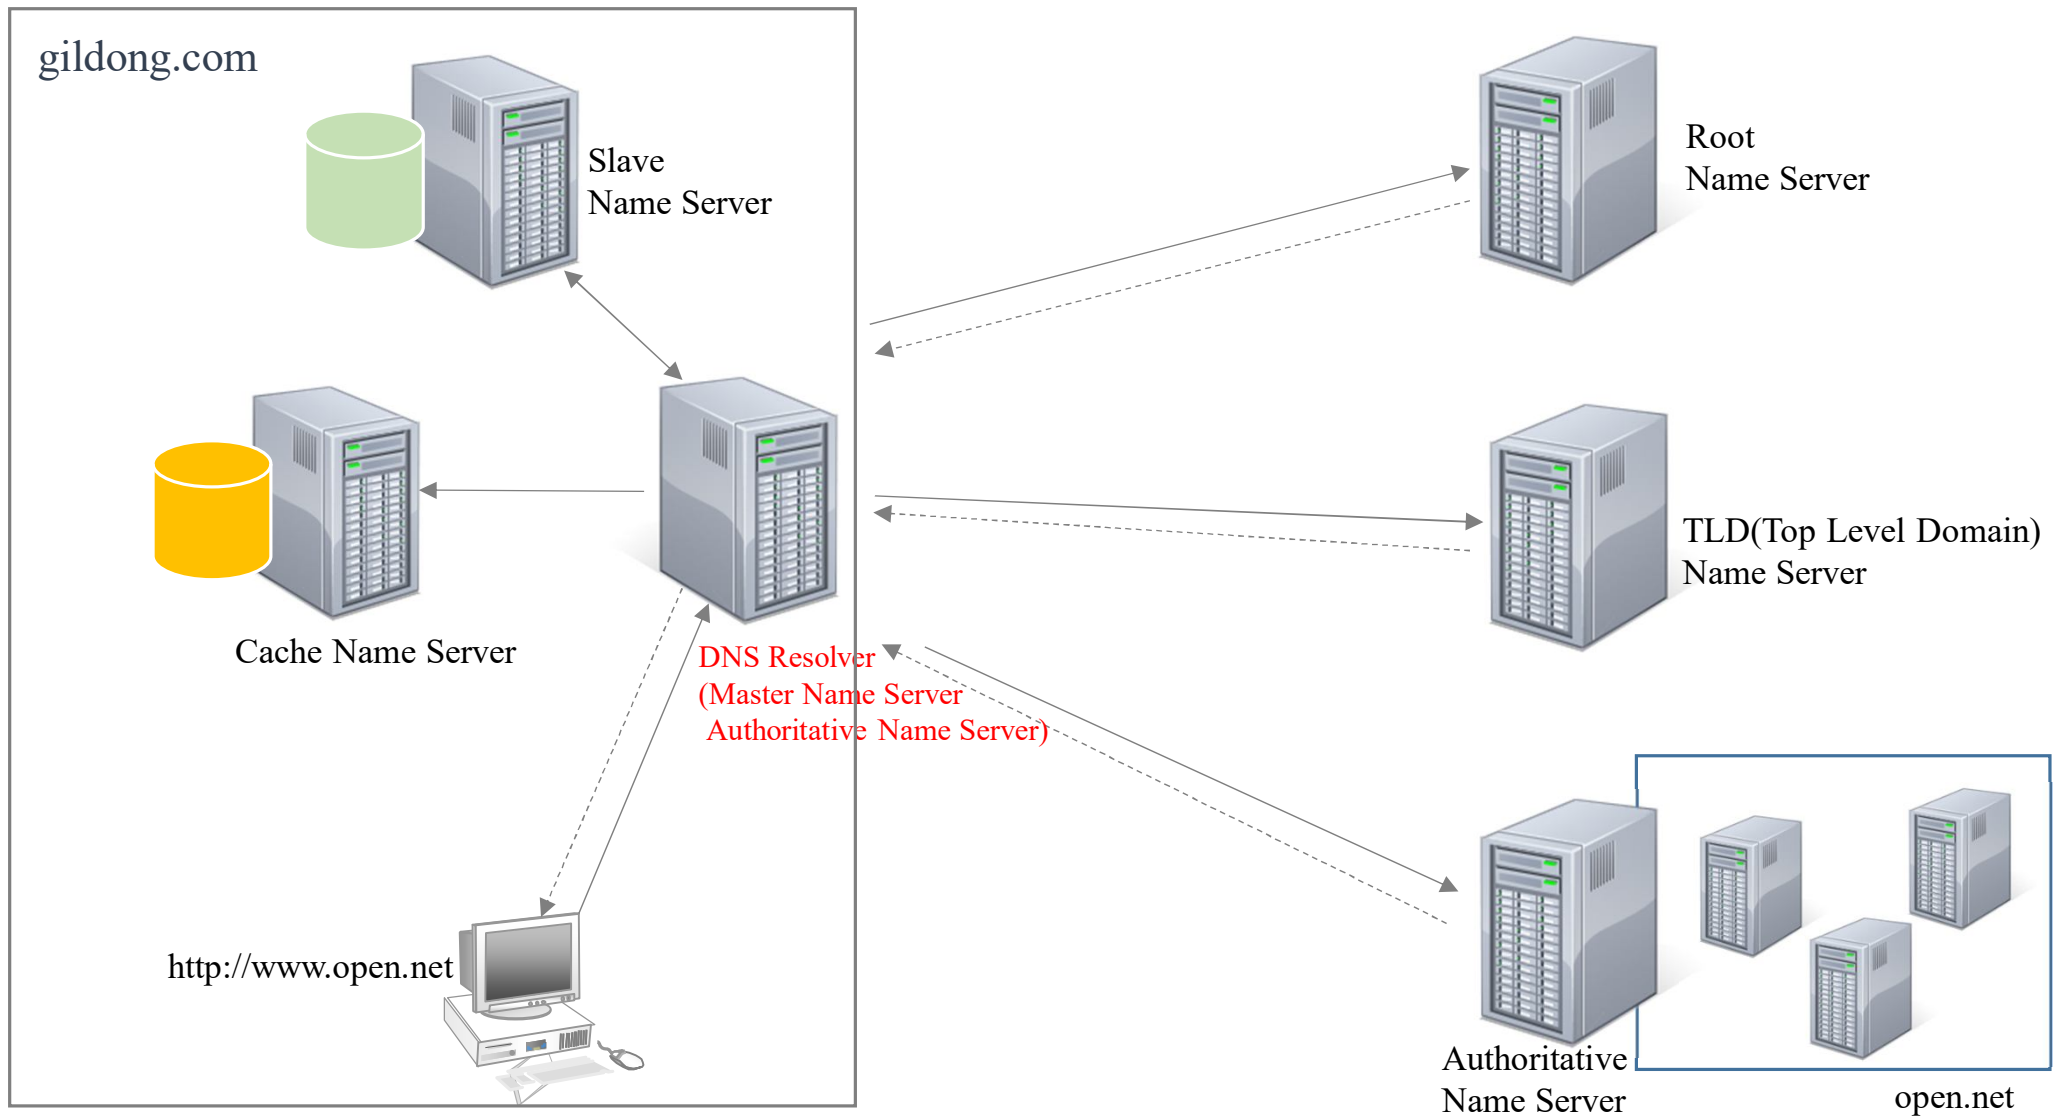 gildong.com
Slave
Name Server
Root
Name Server
Cache Name Server
TLD(Top Level Domain)
Name Server
DNS Resolver
(Master Name Server
Authoritative Name Server)
http://www.open.net
Authoritative
Name Server
open.net